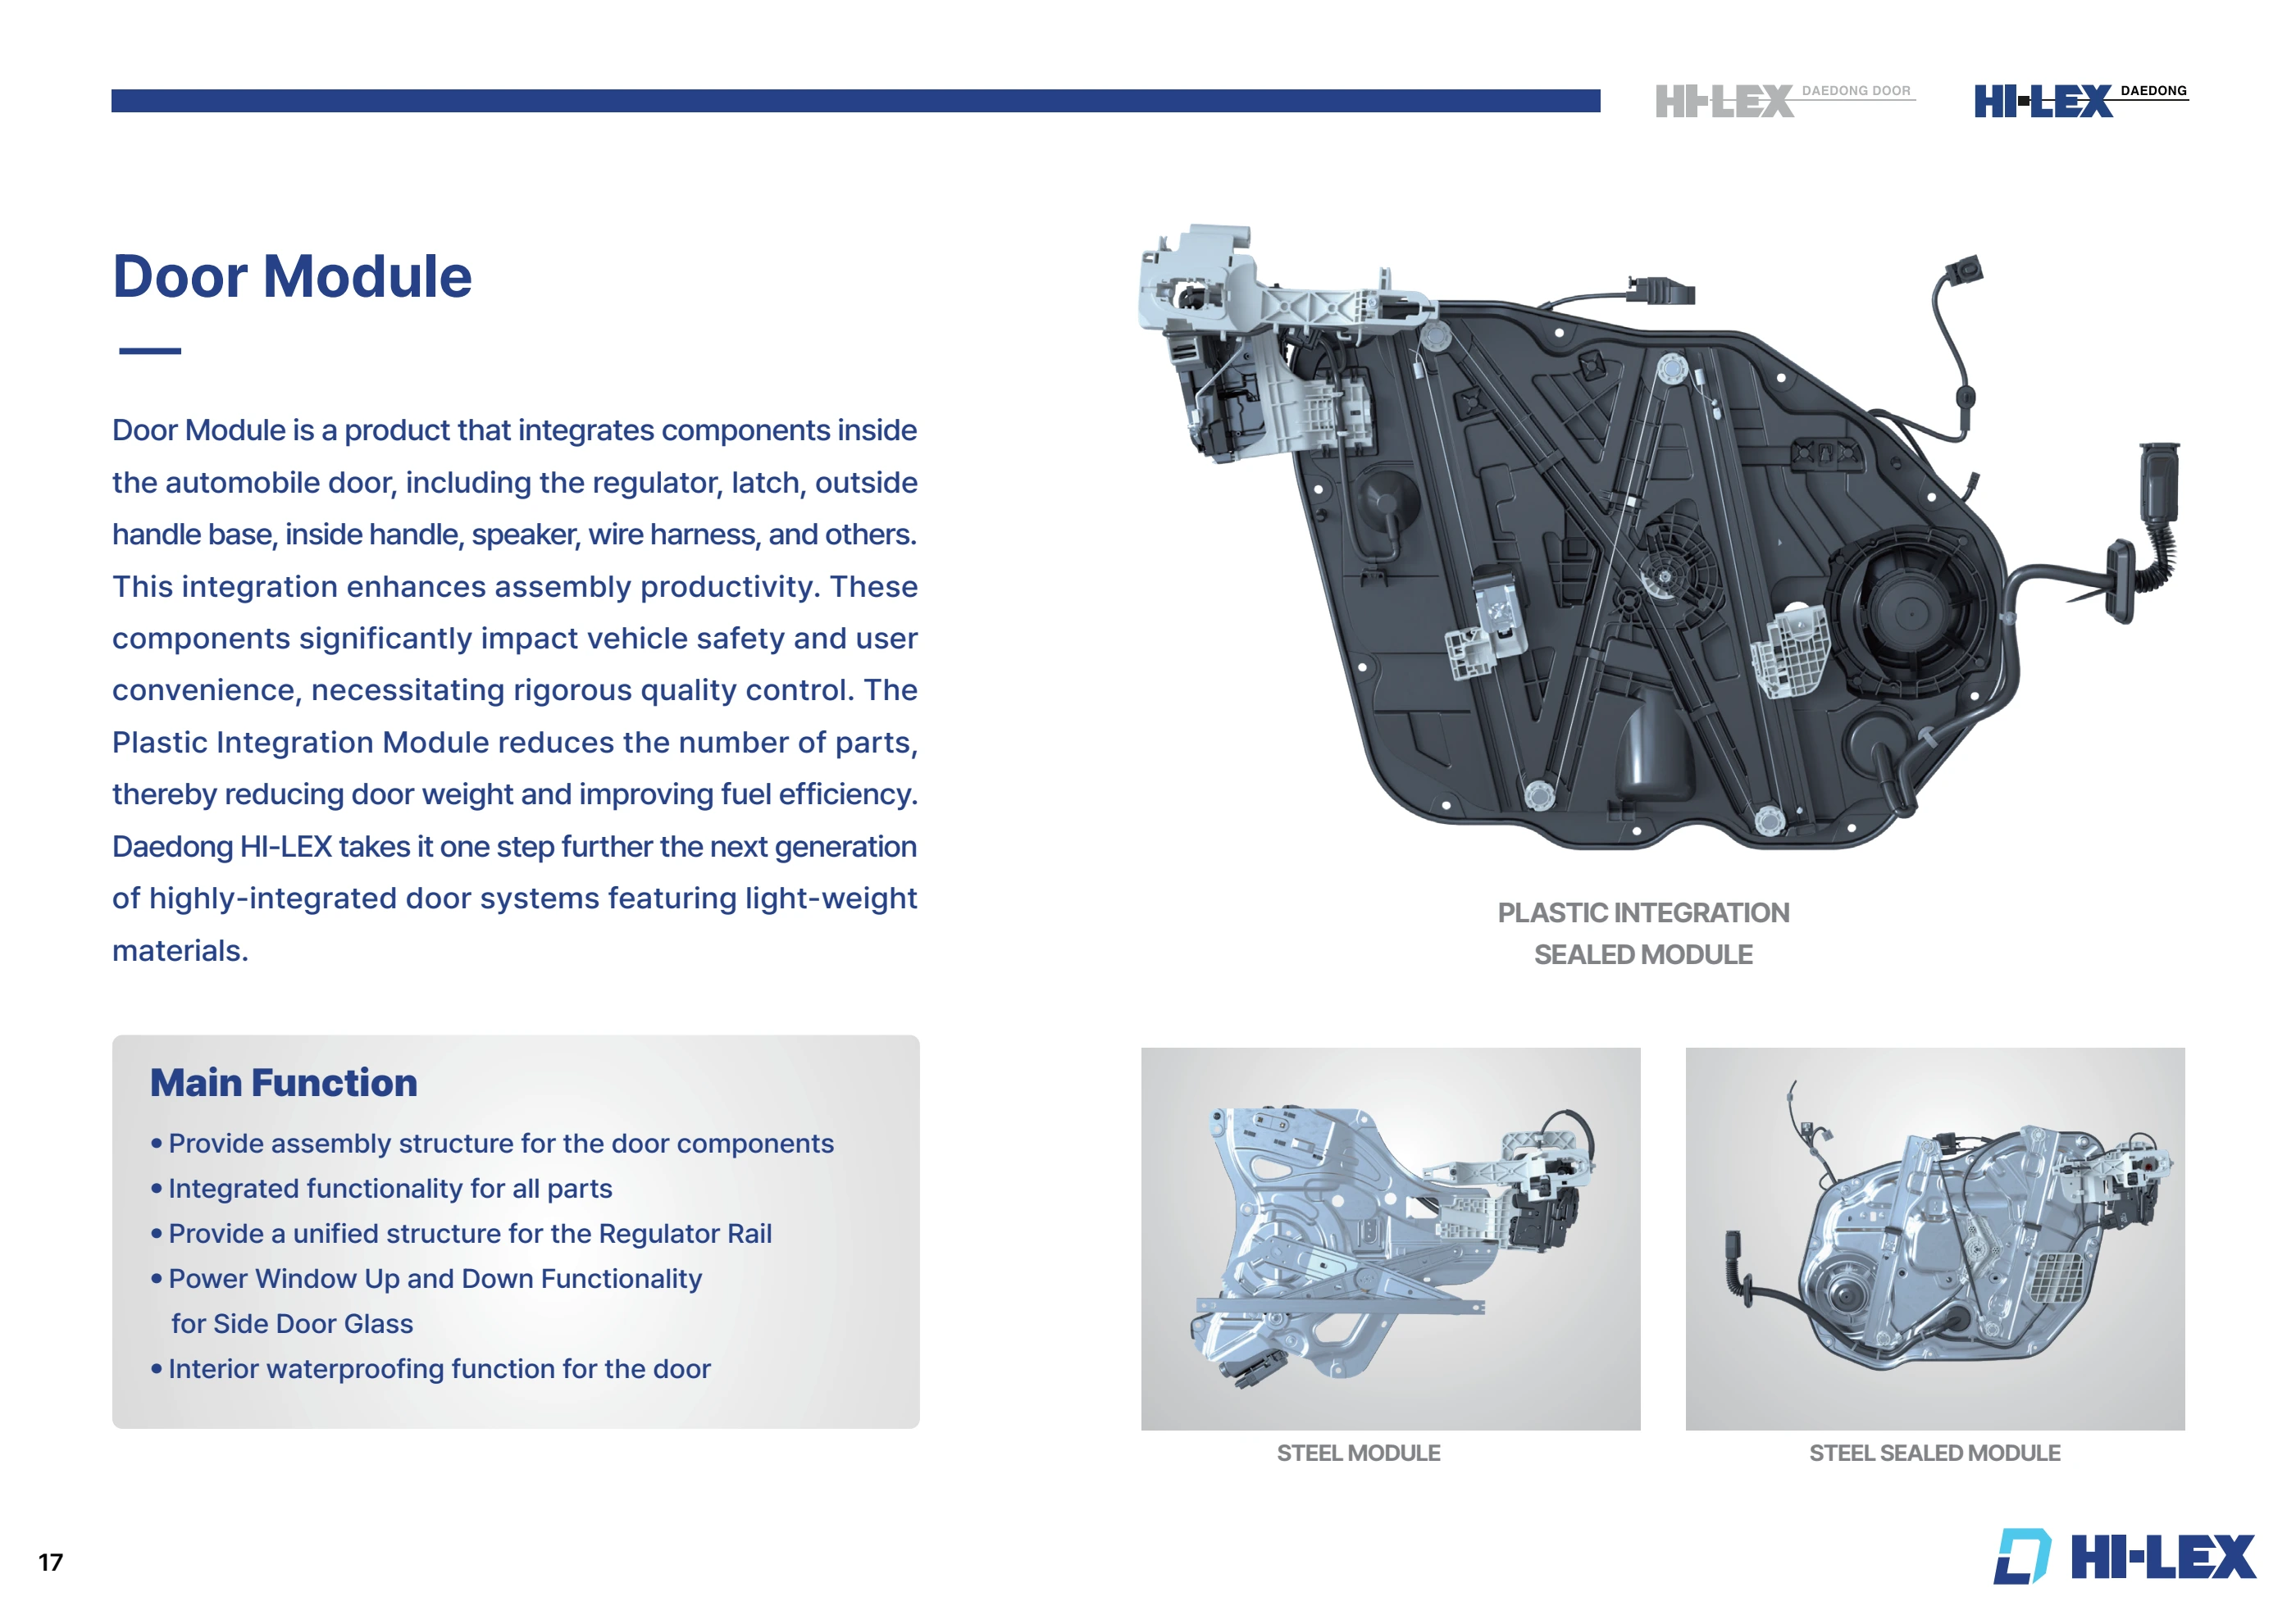 HI-LEX DAEDONG DOOR
HI-LEX DAEDONG
Door Module
Door Module is a product that integrates components inside
the automobile door, including the regulator, latch, outside
handle base, inside handle, speaker, wire harness, and others.
This integration enhances assembly productivity. These
components significantly impact vehicle safety and user
convenience, necessitating rigorous quality control. The
Plastic Integration Module reduces the number of parts,
thereby reducing door weight and improving fuel efficiency.
Daedong HI-LEX takes it one step further the next generation
of highly-integrated door systems featuring light-weight
materials.
Main Function
• Provide assembly structure for the door components
• Integrated functionality for all parts
• Provide a unified structure for the Regulator Rail
• Power Window Up and Down Functionality
for Side Door Glass
• Interior waterproofing function for the door
PLASTIC INTEGRATION
SEALED MODULE
STEEL MODULE
STEEL SEALED MODULE
17
HI-LEX